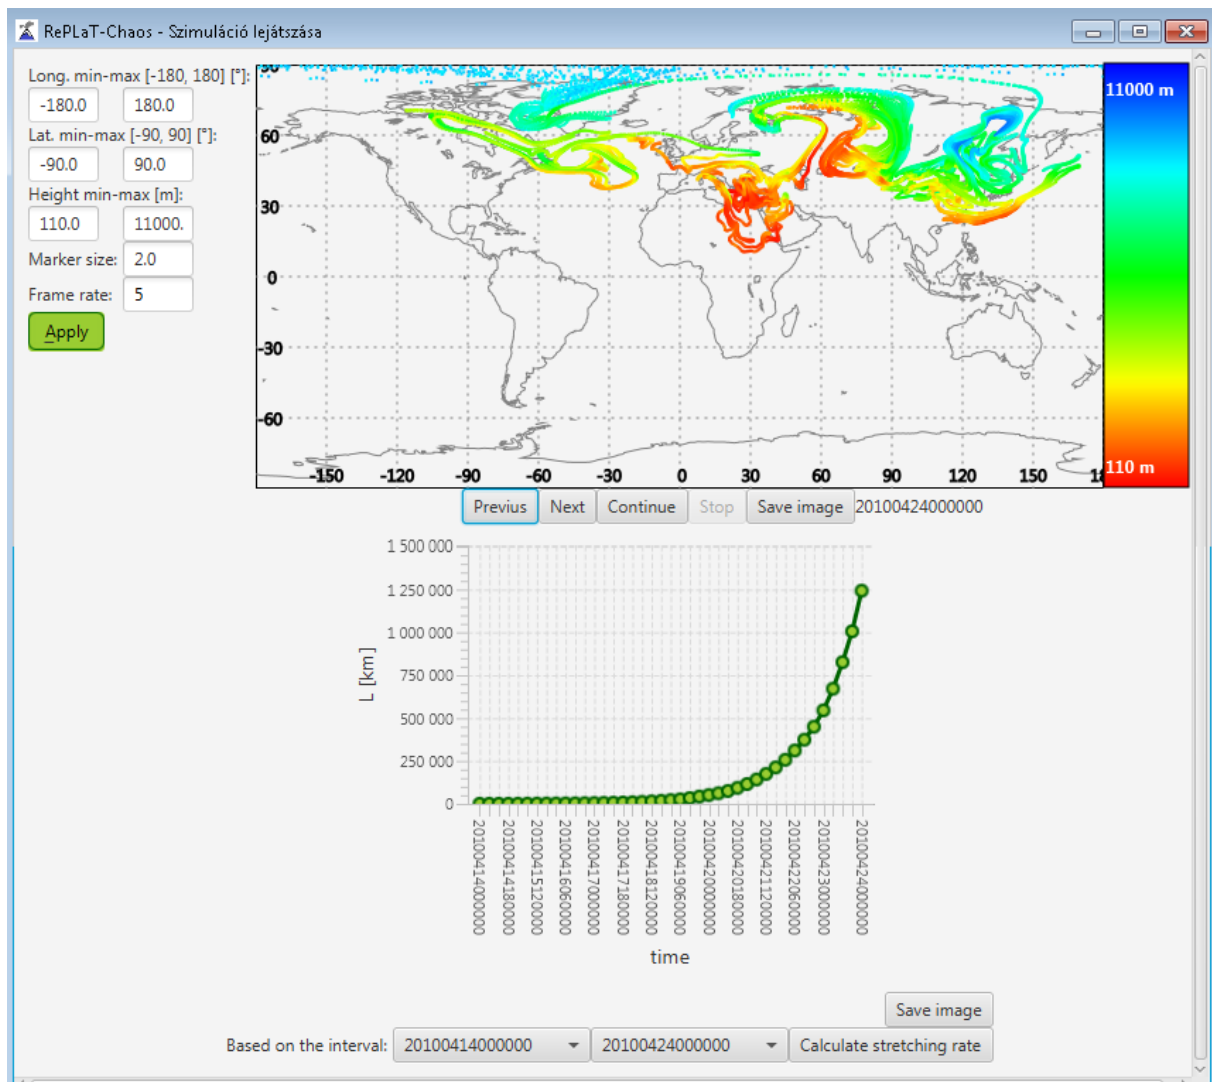 RePLaT-Chaos - Szimuláció lejátszása
Long. min-max [-180, 180] [°]:
-180.0 180.0
Lat. min-max [-90, 90] [°]:
-90.0 90.0
Height min-max [m]:
110.0 11000.
Marker size: 2.0
Frame rate: 5
Apply
90
60
30
0
-30
-60
-150 -120 -90 -60 -30 0 30 60 90 120 150 18
11000 m
110 m
Previus Next Continue Stop Save image 20100424000000
1 500 000
1 250 000
1 000 000
750 000
500 000
250 000
0
L [km]
20100414000000
20100414180000
20100415120000
20100416060000
20100417000000
20100417180000
20100418120000
20100419060000
20100420000000
20100420180000
20100421120000
20100422060000
20100423000000
20100424000000
time
Save image
Based on the interval: 20100414000000 20100424000000 Calculate stretching rate